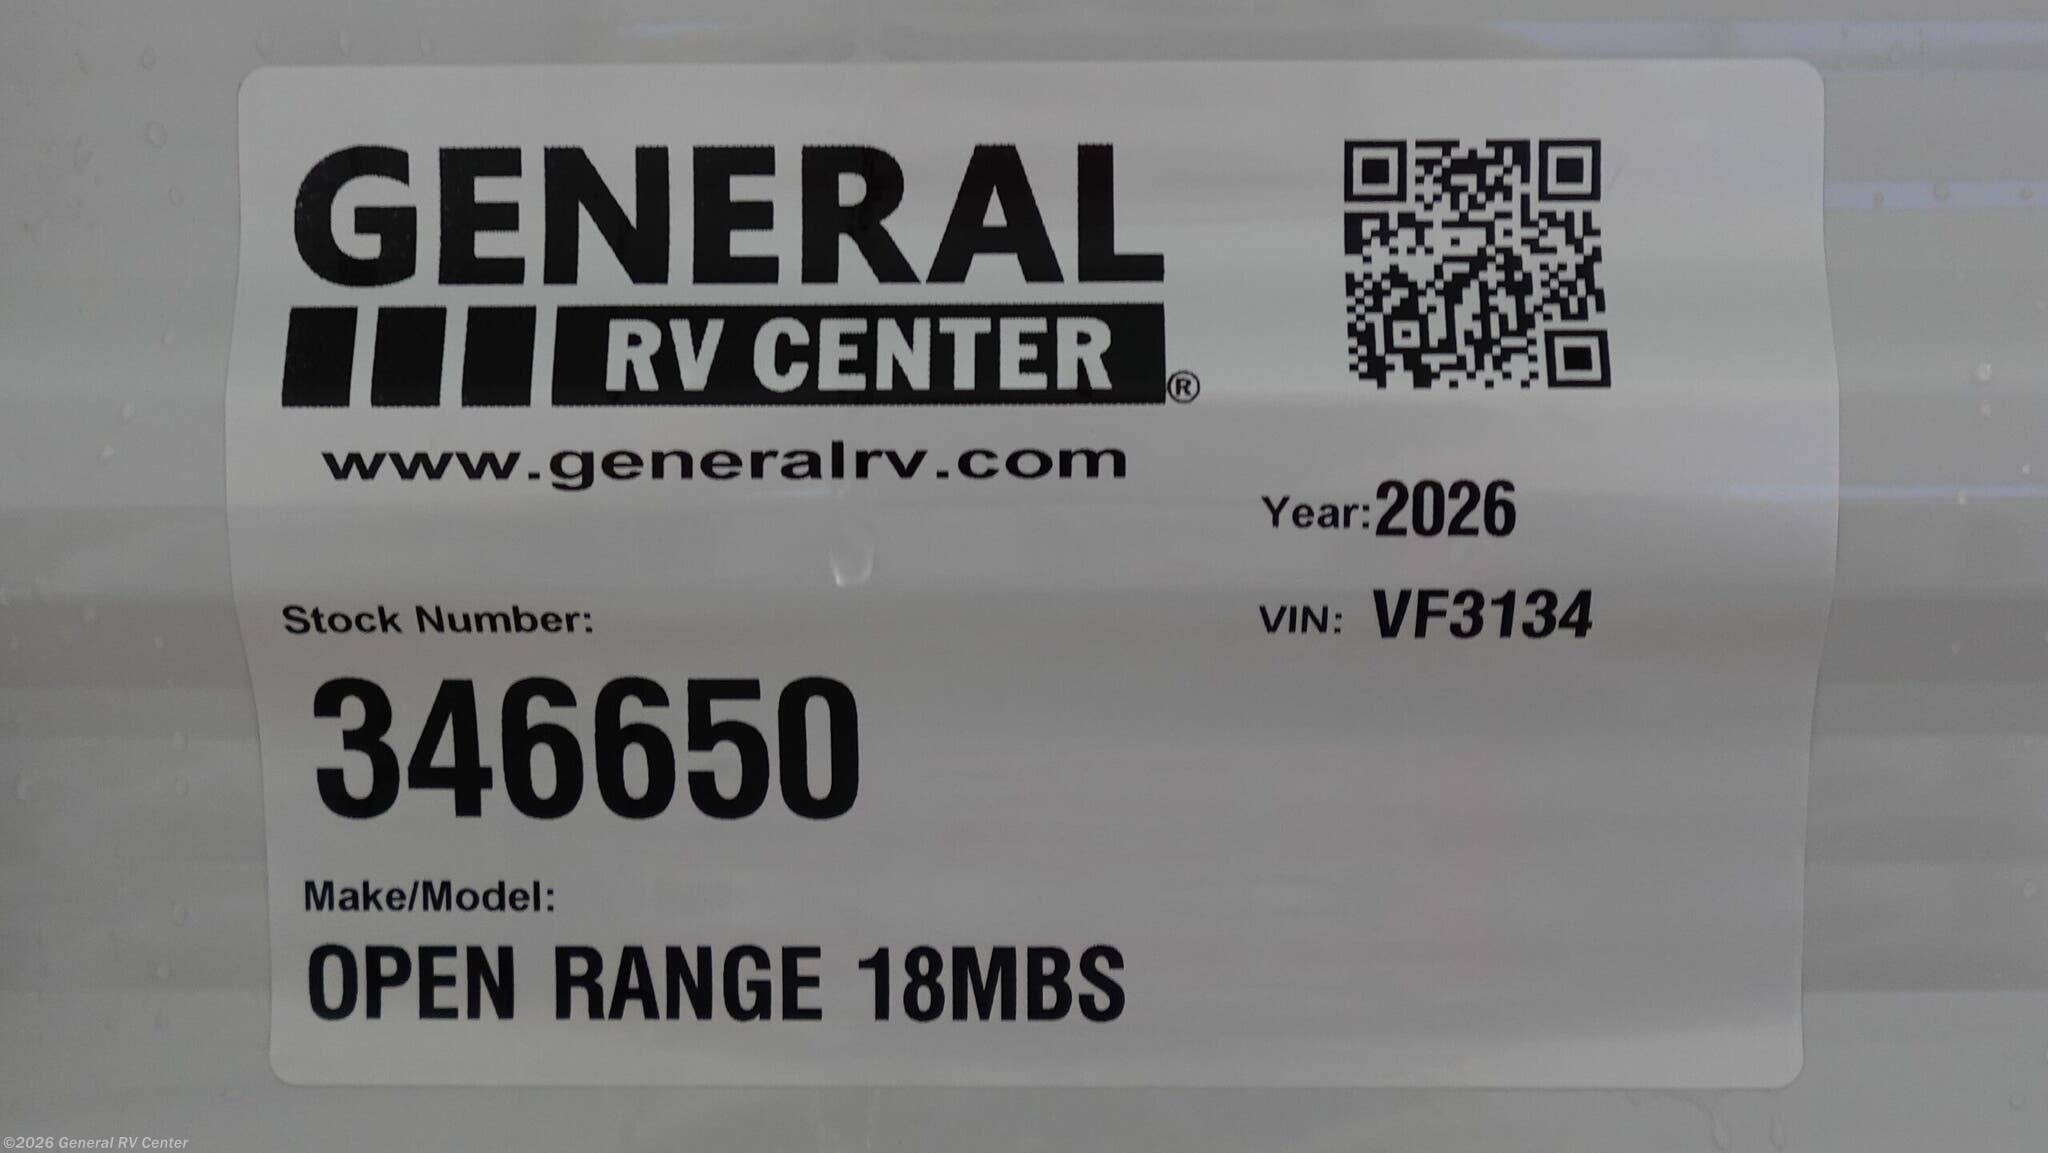 GENERAL
RV CENTER®
www.generalrv.com
Year: 2026
Stock Number:
VIN: VF3134
346650
Make/Model:
OPEN RANGE 18MBS
©2026 General RV Center